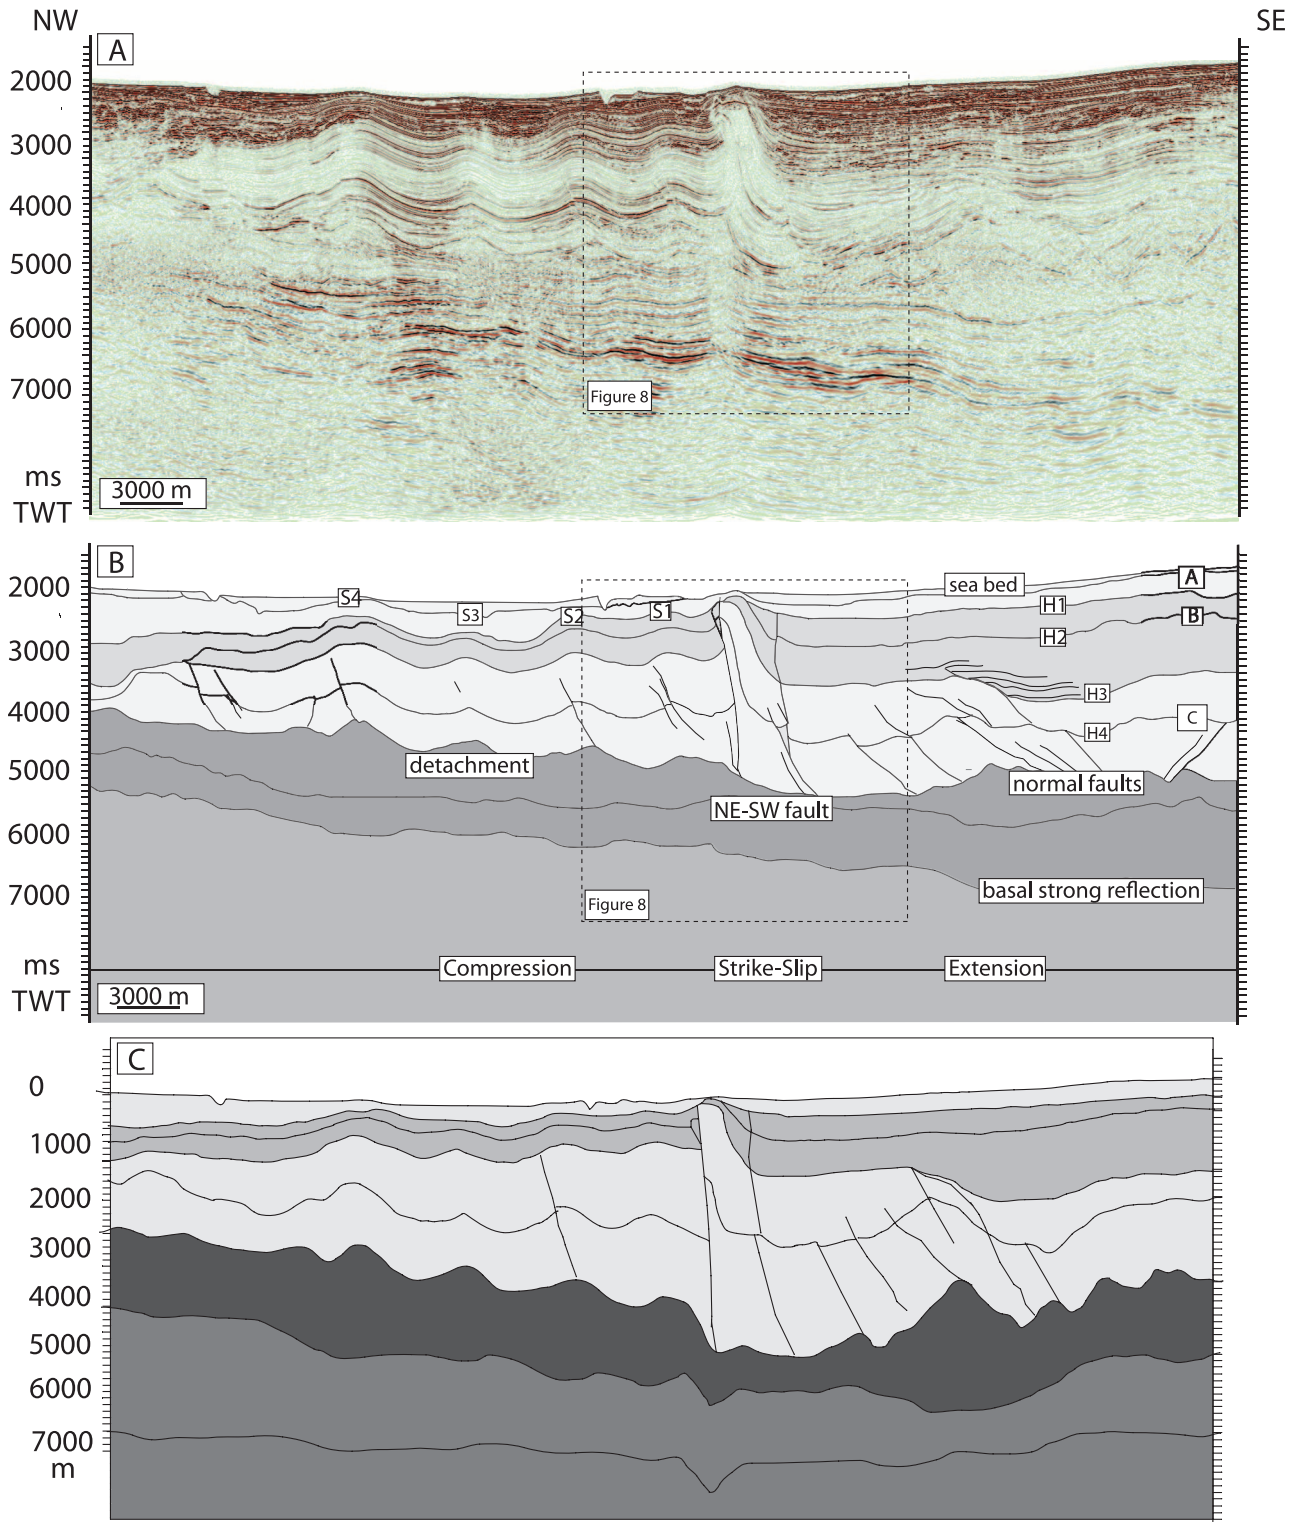 NW
SE
A
2000
3000
4000
5000
6000
7000
ms
TWT
Figure 8
3000 m
B
2000
3000
4000
5000
6000
7000
ms
TWT
S4
S3
S2
S1
sea bed
A
H1
B
H2
H3
C
H4
detachment
normal faults
NE-SW fault
basal strong reflection
Figure 8
Compression
Strike-Slip
Extension
3000 m
C
0
1000
2000
3000
4000
5000
6000
7000
m